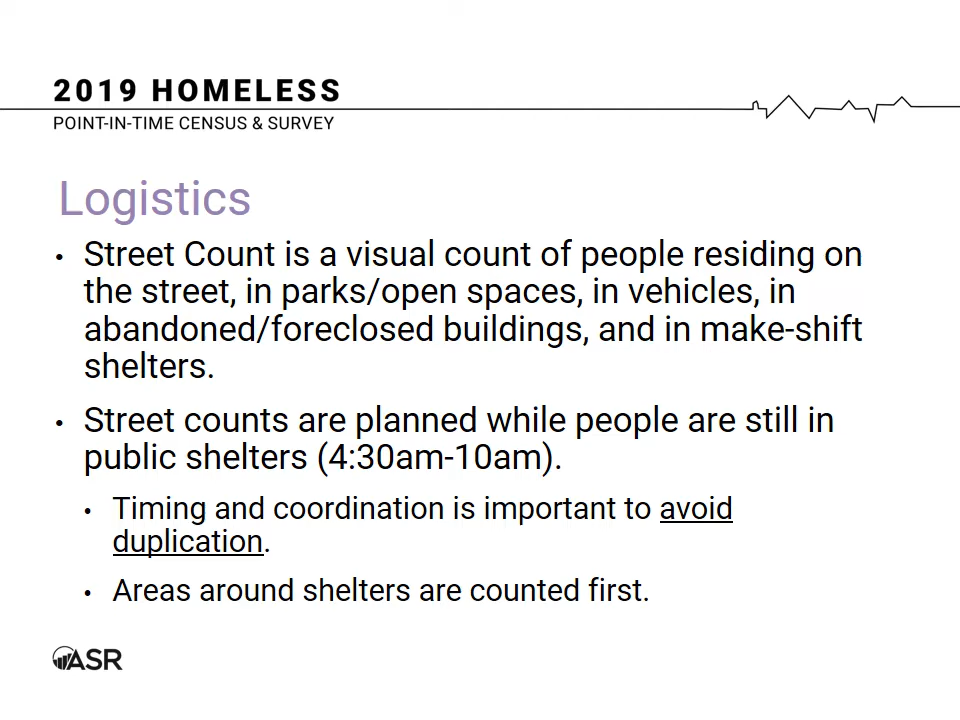 2019 HOMELESS
POINT-IN-TIME CENSUS & SURVEY
Logistics
• Street Count is a visual count of people residing on
the street, in parks/open spaces, in vehicles, in
abandoned/foreclosed buildings, and in make-shift
shelters.
• Street counts are planned while people are still in
public shelters (4:30am-10am).
• Timing and coordination is important to avoid
duplication.
• Areas around shelters are counted first.
ASR